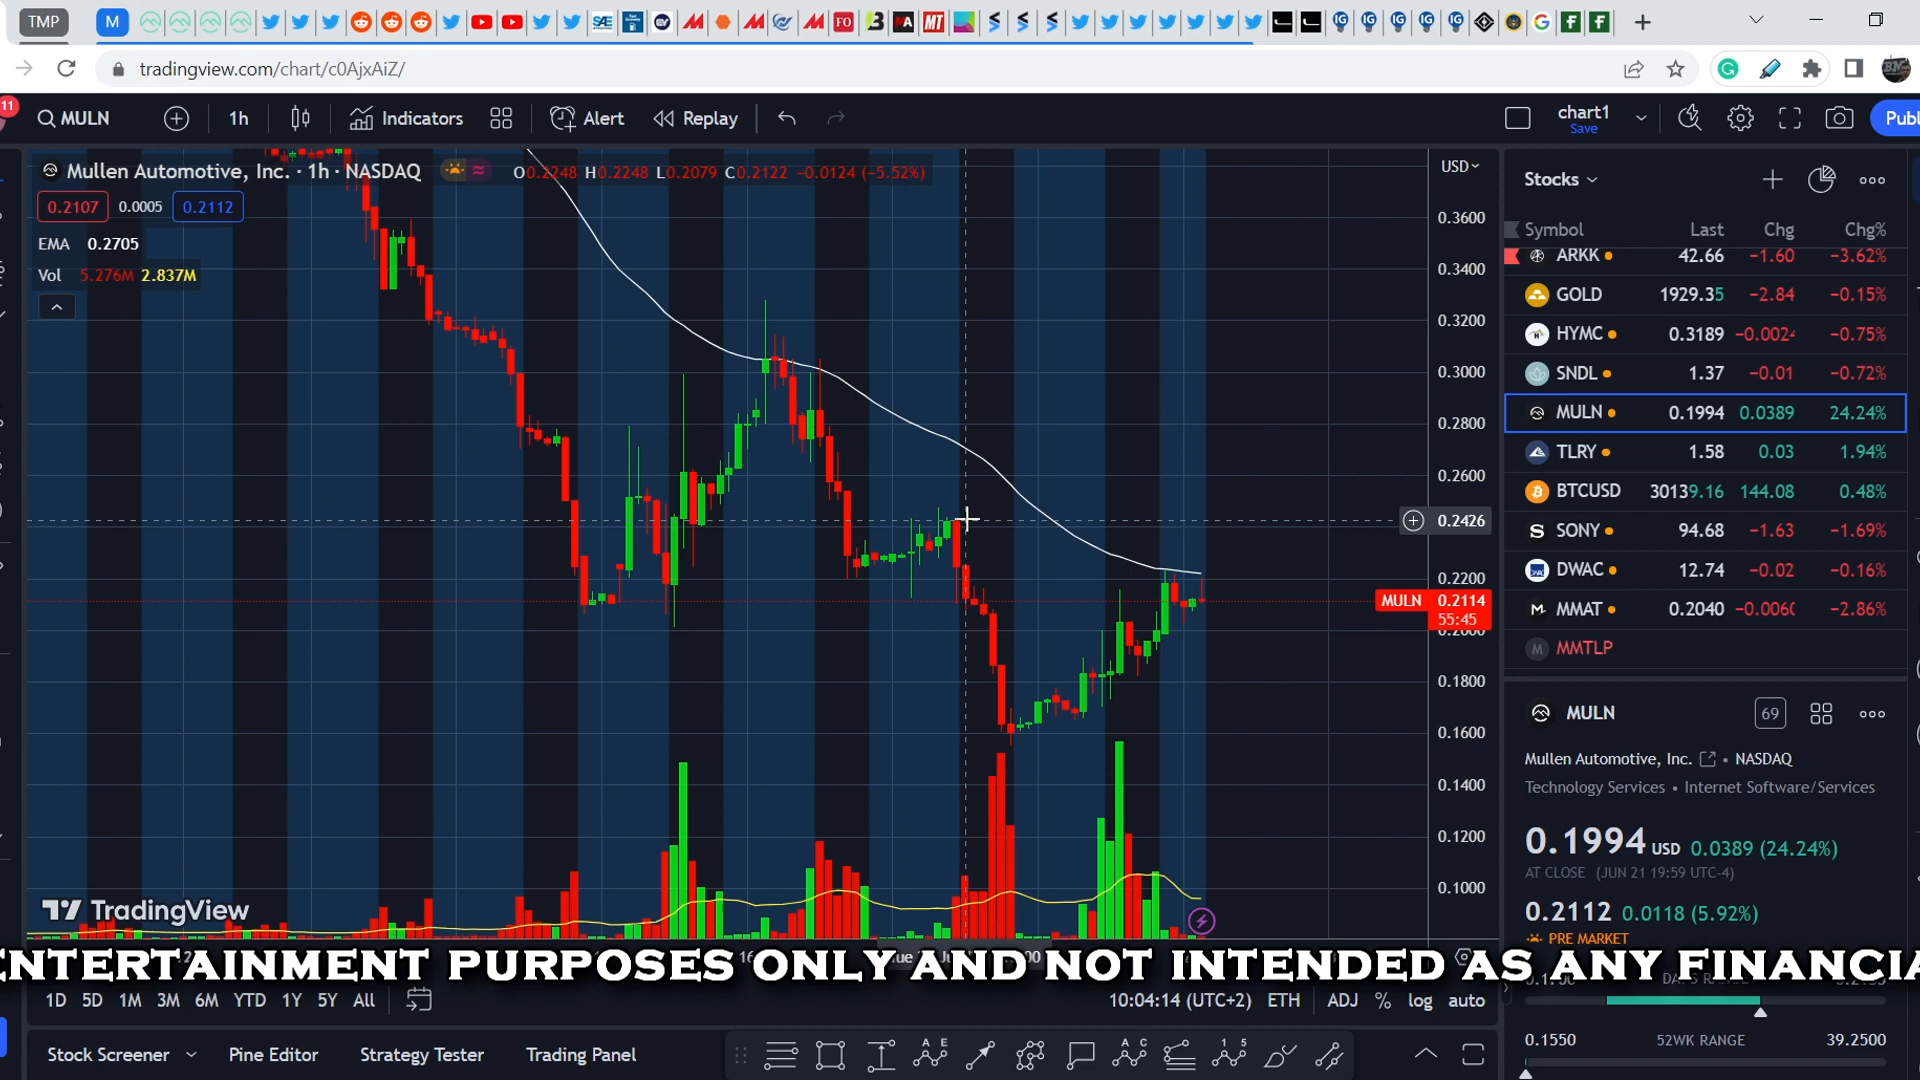 TMP
tradingview.com/chart/c0AjxAiZ/
11
MULN
1h
Indicators
Alert
Replay
chart1
Save
Publ
Mullen Automotive, Inc. · 1h · NASDAQ
O0.2248 H0.2248 L0.2079 C0.2122 −0.0124 (−5.52%)
0.2107 0.0005 0.2112
EMA 0.2705
Vol 5.276M 2.837M
USD
0.3600
0.3400
0.3200
0.3000
0.2800
0.2600
0.2426
0.2200
MULN 0.2114
55:45
0.2000
0.1800
0.1600
0.1400
0.1200
0.1000
TradingView
Stocks
Symbol Last Chg Chg%
ARKK 42.66 −1.60 −3.62%
GOLD 1929.35 −2.84 −0.15%
HYMC 0.3189 −0.002 −0.75%
SNDL 1.37 −0.01 −0.72%
MULN 0.1994 0.0389 24.24%
TLRY 1.58 0.03 1.94%
BTCUSD 30139.16 144.08 0.48%
SONY 94.68 −1.63 −1.69%
DWAC 12.74 −0.02 −0.16%
MMAT 0.2040 −0.006 −2.86%
MMTLP
MULN
69
Mullen Automotive, Inc. • NASDAQ
Technology Services • Internet Software/Services
0.1994 USD 0.0389 (24.24%)
AT CLOSE (JUN 21 19:59 UTC-4)
0.2112 0.0118 (5.92%)
PRE MARKET
ENTERTAINMENT PURPOSES ONLY AND NOT INTENDED AS ANY FINANCIA
1D 5D 1M 3M 6M YTD 1Y 5Y All
10:04:14 (UTC+2) ETH ADJ % log auto
0.1550 52WK RANGE 39.2500
Stock Screener
Pine Editor
Strategy Tester
Trading Panel